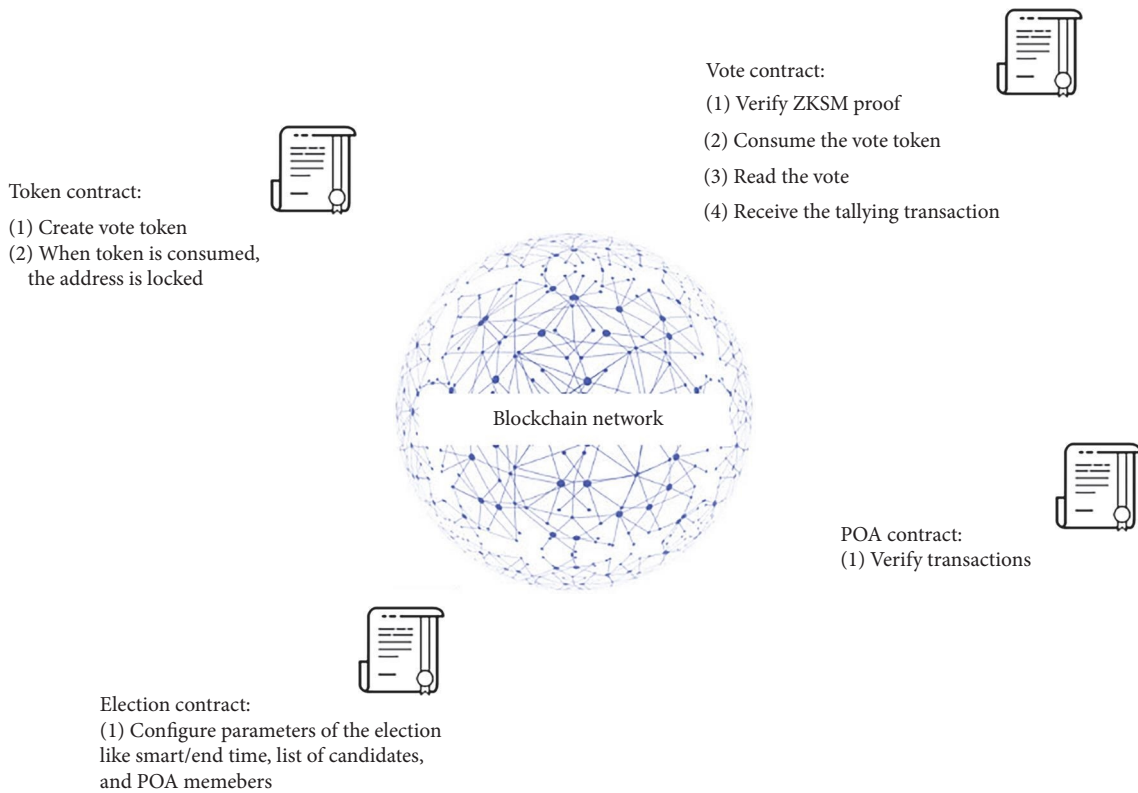 Vote contract:
(1) Verify ZKSM proof
(2) Consume the vote token
(3) Read the vote
(4) Receive the tallying transaction
Token contract:
(1) Create vote token
(2) When token is consumed,
the address is locked
Blockchain network
POA contract:
(1) Verify transactions
Election contract:
(1) Configure parameters of the election
like smart/end time, list of candidates,
and POA memebers